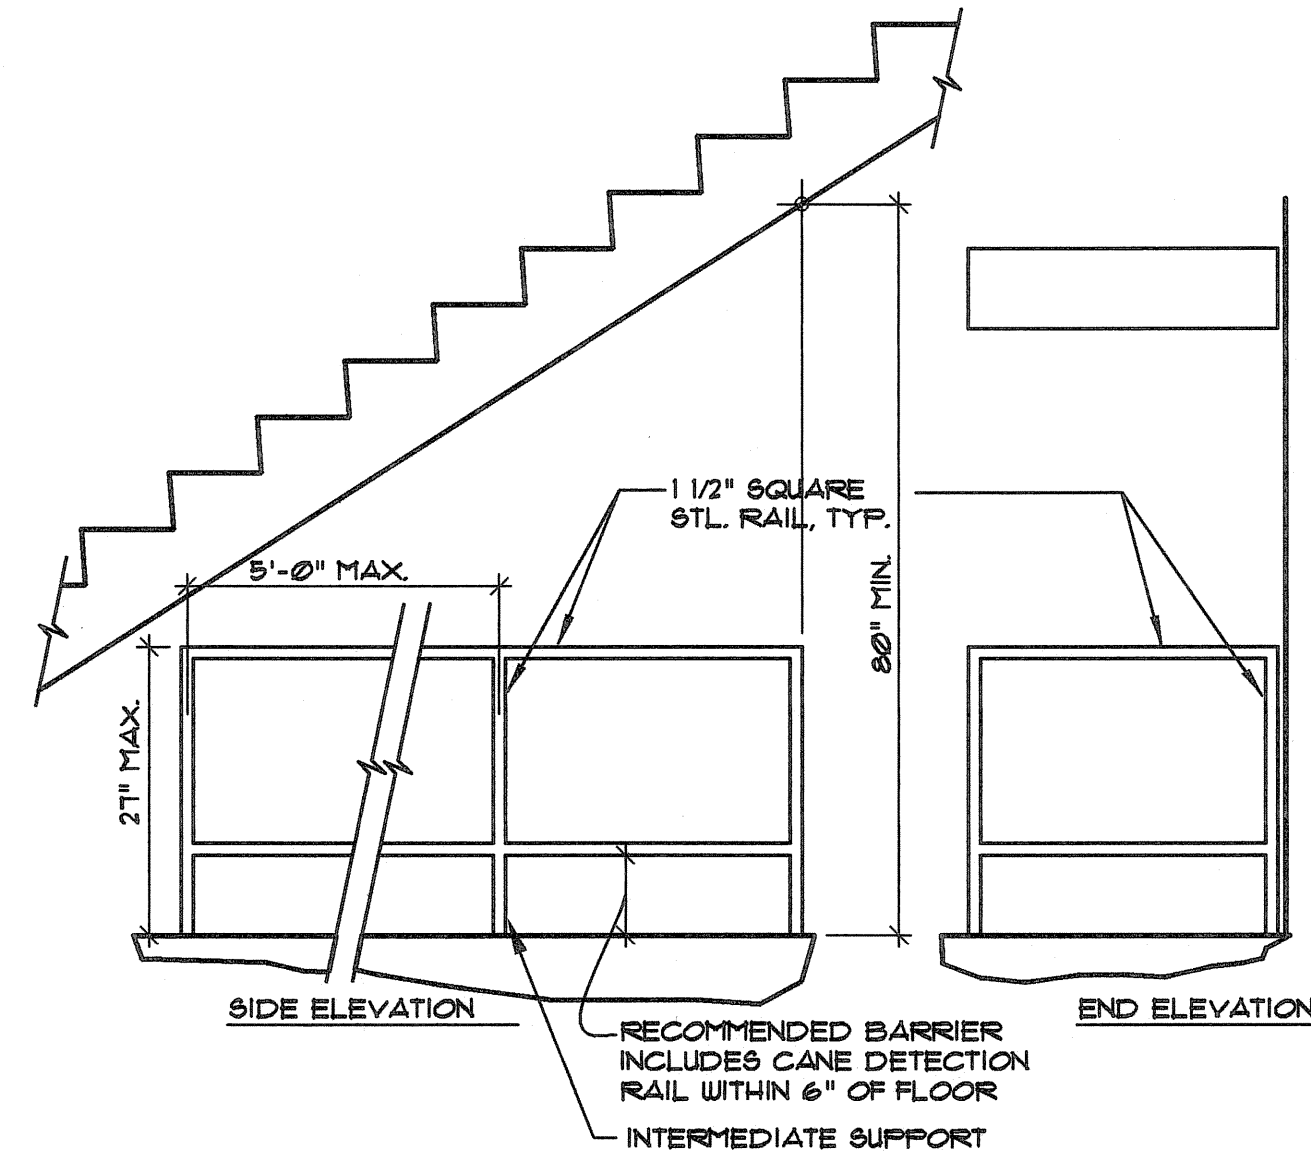 1 1/2" SQUARE
STL. RAIL, TYP.
5'-0" MAX.
80" MIN.
27" MAX.
SIDE ELEVATION
END ELEVATION
RECOMMENDED BARRIER
INCLUDES CANE DETECTION
RAIL WITHIN 6" OF FLOOR
INTERMEDIATE SUPPORT